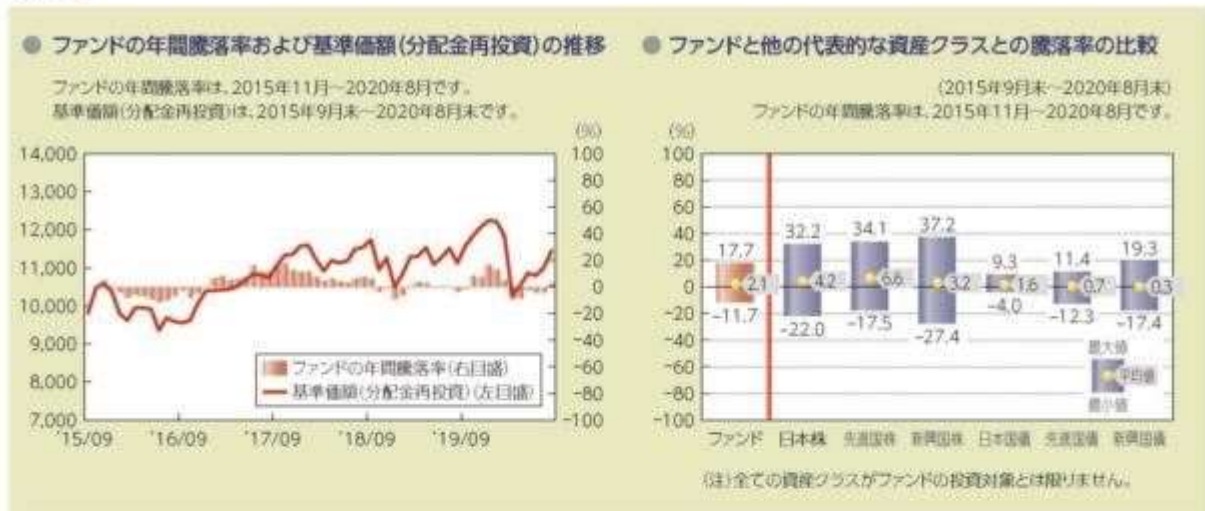 ● ファンドの年間騰落率および基準価額(分配金再投資)の推移
ファンドの年間騰落率は、2015年11月~2020年8月です。
基準価額(分配金再投資)は、2015年9月末~2020年8月末です。
(%)
14,000
13,000
12,000
11,000
10,000
9,000
8,000
7,000
100
80
60
40
20
0
-20
-40
-60
-80
-100
ファンドの年間騰落率(右目盛)
基準価額(分配金再投資)(左目盛)
'15/09 '16/09 '17/09 '18/09 '19/09
● ファンドと他の代表的な資産クラスとの騰落率の比較
(2015年9月末~2020年8月末)
ファンドの年間騰落率は、2015年11月~2020年8月です。
(%)
100
80
60
40
20
0
-20
-40
-60
-80
-100
17.7 32.2 34.1 37.2 9.3 11.4 19.3
2.1 4.2 6.6 3.2 1.6 0.7 0.3
-11.7 -22.0 -17.5 -27.4 -4.0 -12.3 -17.4
最大値
平均値
最小値
ファンド 日本株 先進国株 新興国株 日本国債 先進国債 新興国債
(注)全ての資産クラスがファンドの投資対象とは限りません。